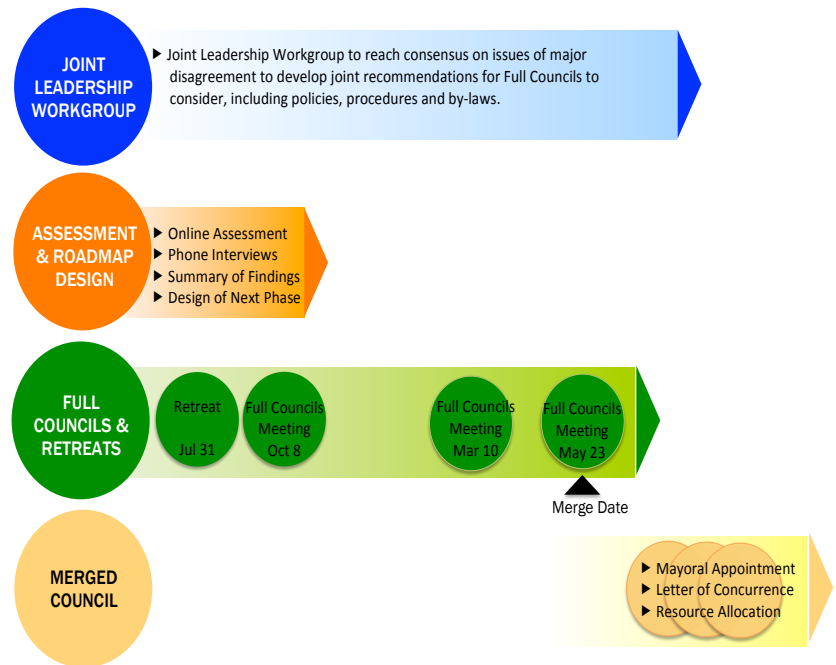 JOINT
LEADERSHIP
WORKGROUP
▶ Joint Leadership Workgroup to reach consensus on issues of major
disagreement to develop joint recommendations for Full Councils to
consider, including policies, procedures and by-laws.
ASSESSMENT
& ROADMAP
DESIGN
▶ Online Assessment
▶ Phone Interviews
▶ Summary of Findings
▶ Design of Next Phase
FULL
COUNCILS &
RETREATS
Retreat
Jul 31
Full Councils
Meeting
Oct 8
Full Councils
Meeting
Mar 10
Full Councils
Meeting
May 23
Merge Date
MERGED
COUNCIL
▶ Mayoral Appointment
▶ Letter of Concurrence
▶ Resource Allocation